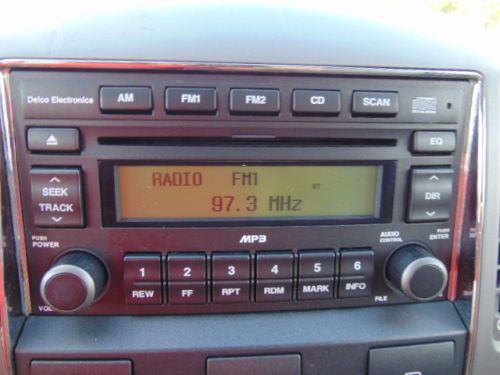 Delco Electronics
AM FM1 FM2 CD SCAN
EQ
RADIO FM1 ST
97.3 MHz
SEEK
TRACK
DIR
MP3
PUSH
POWER
AUDIO
CONTROL
PUSH
ENTER
1 2 3 4 5 6
REW FF RPT RDM MARK INFO
VOL
FILE